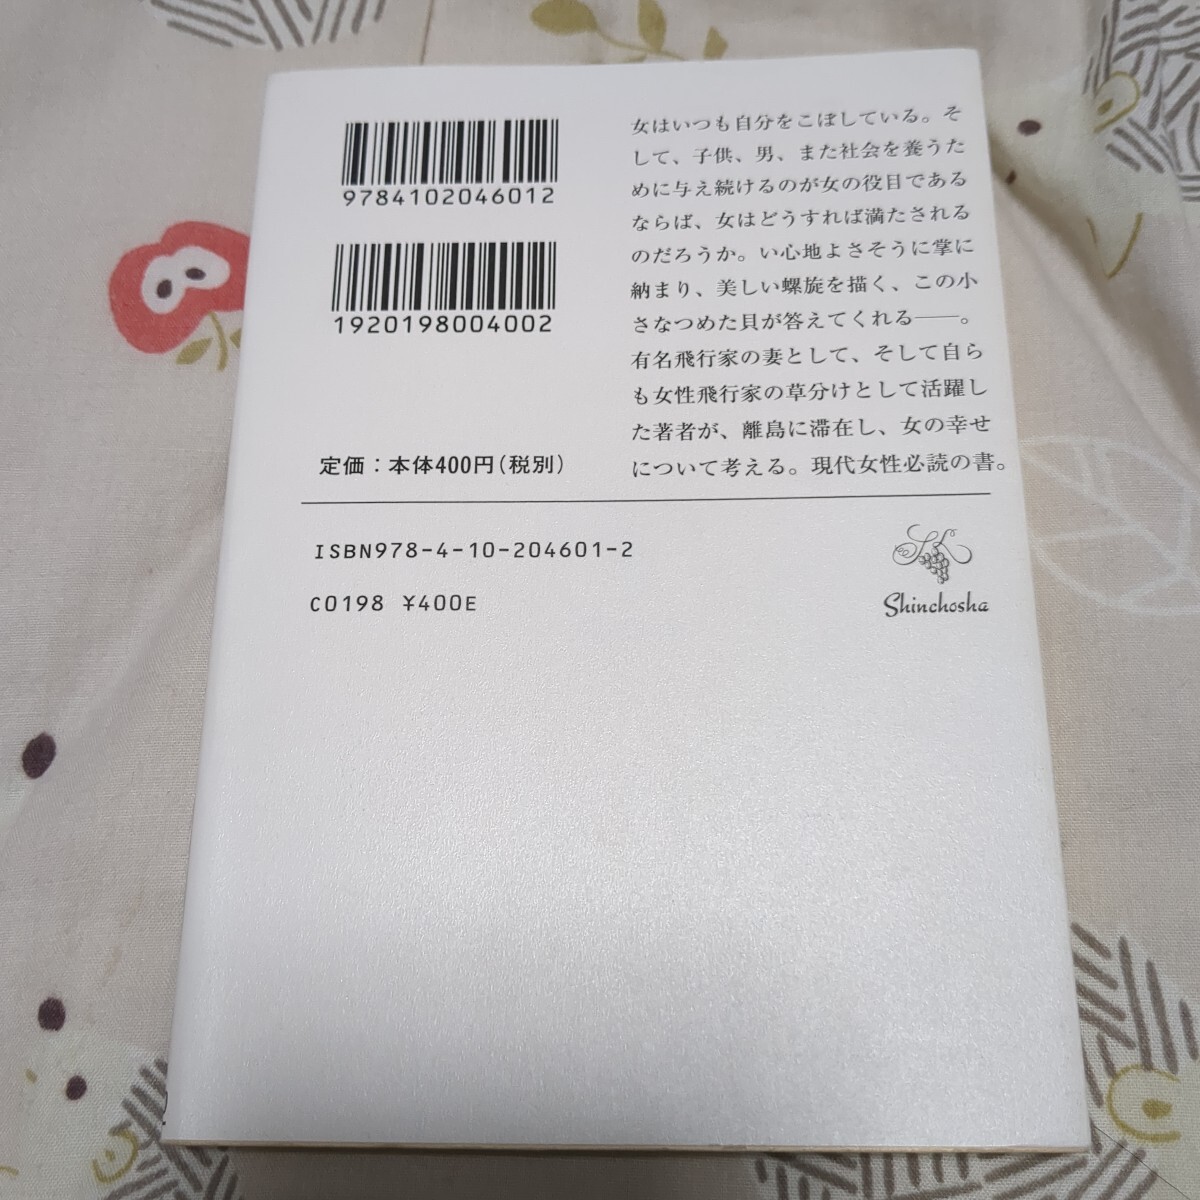 9784102046012
1920198004002
定価：本体400円(税別)
女はいつも自分をこぼしている。そ
して、子供、男、また社会を養うた
めに与え続けるのが女の役目である
ならば、女はどうすれば満たされる
のだろうか。い心地よさそうに掌に
納まり、美しい螺旋を描く、この小
さなつめた貝が答えてくれる――。
有名飛行家の妻として、そして自ら
も女性飛行家の草分けとして活躍し
た著者が、離島に滞在し、女の幸せ
について考える。現代女性必読の書。
ISBN978-4-10-204601-2
C0198 ¥400E
Shinchosha